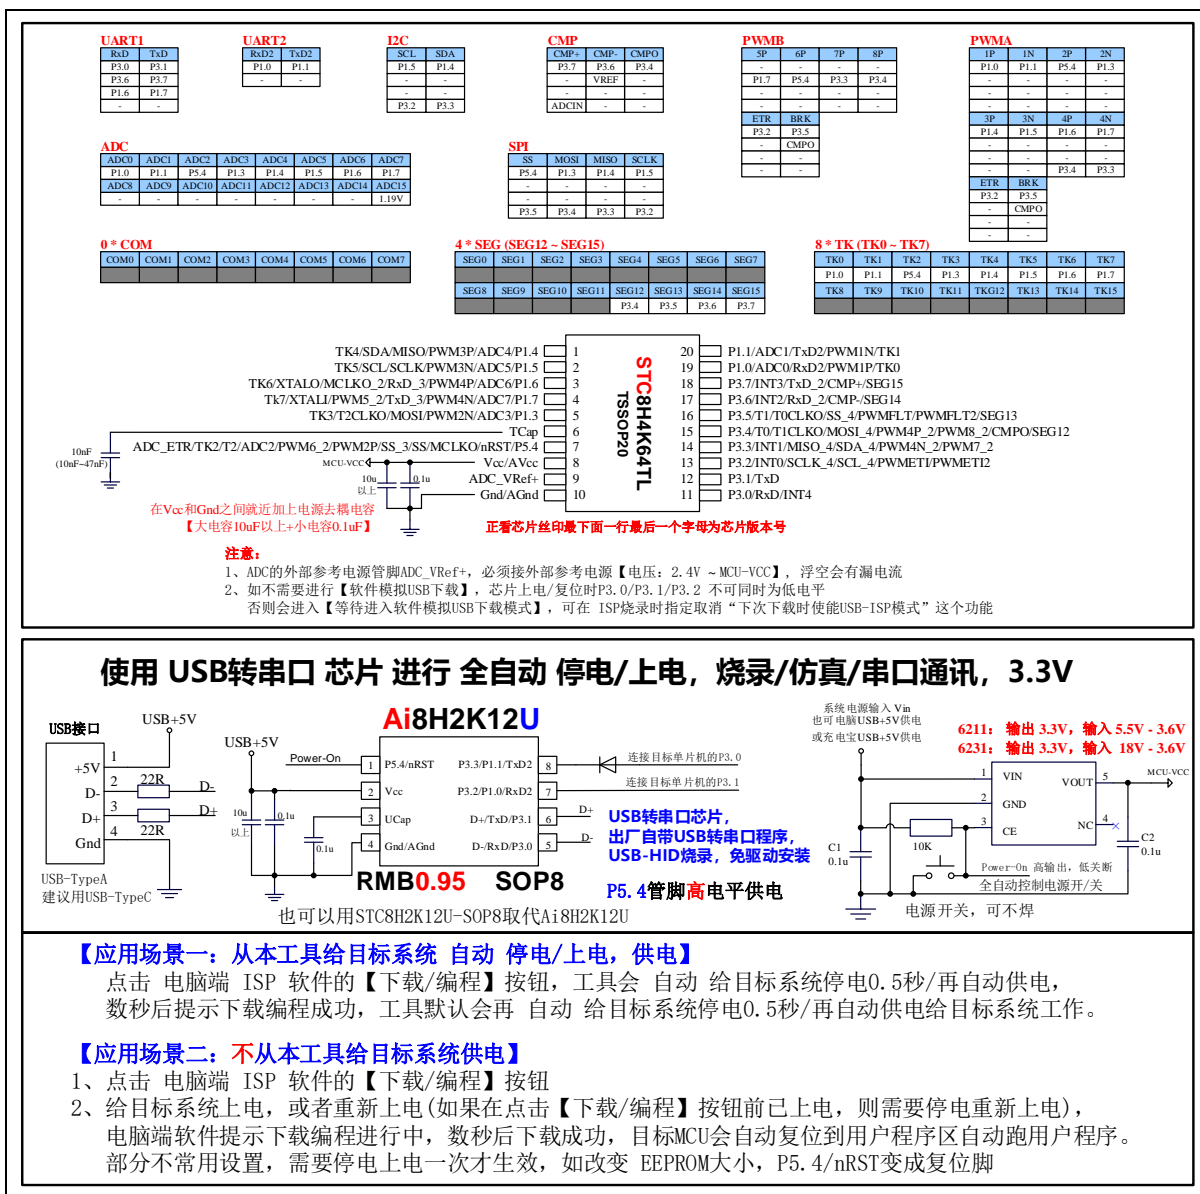 UART1 UART2 I2C CMP PWMB PWMA
RxD TxD RxD2 TxD2 SCL SDA CMP+ CMP- CMPO 5P 6P 7P 8P 1P 1N 2P 2N
P3.0 P3.1 P1.0 P1.1 P1.5 P1.4 P3.7 P3.6 P3.4 - - - - P1.0 P1.1 P5.4 P1.3
P3.6 P3.7 - - - - - VREF - P1.7 P5.4 P3.3 P3.4 - - - -
P1.6 P1.7 - - - - - - - - - - - - -
- - P3.2 P3.3 ADCIN - - - - - - - - - -
ETR BRK 3P 3N 4P 4N
P3.2 P3.5 P1.4 P1.5 P1.6 P1.7
- CMPO - - - -
- - - - - -
- - - - P3.4 P3.3
ETR BRK
P3.2 P3.5
- CMPO
- -
- -
ADC
ADC0 ADC1 ADC2 ADC3 ADC4 ADC5 ADC6 ADC7
P1.0 P1.1 P5.4 P1.3 P1.4 P1.5 P1.6 P1.7
ADC8 ADC9 ADC10 ADC11 ADC12 ADC13 ADC14 ADC15
- - - - - - - 1.19V
SPI
SS MOSI MISO SCLK
P5.4 P1.3 P1.4 P1.5
- - - -
- - - -
P3.5 P3.4 P3.3 P3.2
0 * COM
COM0 COM1 COM2 COM3 COM4 COM5 COM6 COM7
4 * SEG (SEG12 ~ SEG15)
SEG0 SEG1 SEG2 SEG3 SEG4 SEG5 SEG6 SEG7
SEG8 SEG9 SEG10 SEG11 SEG12 SEG13 SEG14 SEG15
P3.4 P3.5 P3.6 P3.7
8 * TK (TK0 ~ TK7)
TK0 TK1 TK2 TK3 TK4 TK5 TK6 TK7
P1.0 P1.1 P5.4 P1.3 P1.4 P1.5 P1.6 P1.7
TK8 TK9 TK10 TK11 TKG12 TK13 TK14 TK15
TK4/SDA/MISO/PWM3P/ADC4/P1.4 1 20 P1.1/ADC1/TxD2/PWM1N/TK1
TK5/SCL/SCLK/PWM3N/ADC5/P1.5 2 19 P1.0/ADC0/RxD2/PWM1P/TK0
TK6/XTALO/MCLKO_2/RxD_3/PWM4P/ADC6/P1.6 3 18 P3.7/INT3/TxD_2/CMP+/SEG15
Tk7/XTALI/PWM5_2/TxD_3/PWM4N/ADC7/P1.7 4 17 P3.6/INT2/RxD_2/CMP-/SEG14
TK3/T2CLKO/MOSI/PWM2N/ADC3/P1.3 5 16 P3.5/T1/T0CLKO/SS_4/PWMFLT/PWMFLT2/SEG13
TCap 6 15 P3.4/T0/T1CLKO/MOSI_4/PWM4P_2/PWM8_2/CMPO/SEG12
ADC_ETR/TK2/T2/ADC2/PWM6_2/PWM2P/SS_3/SS/MCLKO/nRST/P5.4 7 14 P3.3/INT1/MISO_4/SDA_4/PWM4N_2/PWM7_2
Vcc/AVcc 8 13 P3.2/INT0/SCLK_4/SCL_4/PWMETI/PWMETI2
ADC_VRef+ 9 12 P3.1/TxD
Gnd/AGnd 10 11 P3.0/RxD/INT4
STC8H4K64TL
TSSOP20
10nF
(10nF~47nF)
MCU-VCC
10u
以上
0.1u
在Vcc和Gnd之间就近加上电源去耦电容
【大电容10uF以上+小电容0.1uF】
正看芯片丝印最下面一行最后一个字母为芯片版本号
注意：
1、ADC的外部参考电源管脚ADC_VRef+，必须接外部参考电源【电压：2.4V ~ MCU-VCC】，浮空会有漏电流
2、如不需要进行【软件模拟USB下载】，芯片上电/复位时P3.0/P3.1/P3.2 不可同时为低电平
否则会进入【等待进入软件模拟USB下载模式】，可在 ISP烧录时指定取消“下次下载时使能USB-ISP模式”这个功能
使用 USB转串口 芯片 进行 全自动 停电/上电，烧录/仿真/串口通讯，3.3V
USB接口
USB+5V
+5V 1
D- 2 22R D-
D+ 3 22R D+
Gnd 4
USB-TypeA
建议用USB-TypeC
USB+5V
10u
以上
0.1u
0.1u
Power-On
Ai8H2K12U
1 P5.4/nRST P3.3/P1.1/TxD2 8 连接目标单片机的P3.0
2 Vcc P3.2/P1.0/RxD2 7 连接目标单片机的P3.1
3 UCap D+/TxD/P3.1 6 D+
4 Gnd/AGnd D-/RxD/P3.0 5 D-
RMB0.95 SOP8
也可以用STC8H2K12U-SOP8取代Ai8H2K12U
USB转串口芯片，
出厂自带USB转串口程序，
USB-HID烧录，免驱动安装
P5.4管脚高电平供电
系统电源输入 Vin
也可电脑USB+5V供电
或充电宝USB+5V供电
6211： 输出 3.3V，输入 5.5V - 3.6V
6231： 输出 3.3V，输入 18V - 3.6V
1 VIN VOUT 5 MCU-VCC
2 GND
3 CE NC 4
C1
0.1u
10K
C2
0.1u
Power-On 高输出，低关断
全自动控制电源开/关
电源开关，可不焊
【应用场景一：从本工具给目标系统 自动 停电/上电，供电】
点击 电脑端 ISP 软件的【下载/编程】按钮，工具会 自动 给目标系统停电0.5秒/再自动供电，
数秒后提示下载编程成功，工具默认会再 自动 给目标系统停电0.5秒/再自动供电给目标系统工作。
【应用场景二：不从本工具给目标系统供电】
1、点击 电脑端 ISP 软件的【下载/编程】按钮
2、给目标系统上电，或者重新上电(如果在点击【下载/编程】按钮前已上电，则需要停电重新上电)，
电脑端软件提示下载编程进行中，数秒后下载成功，目标MCU会自动复位到用户程序区自动跑用户程序。
部分不常用设置，需要停电上电一次才生效，如改变 EEPROM大小，P5.4/nRST变成复位脚